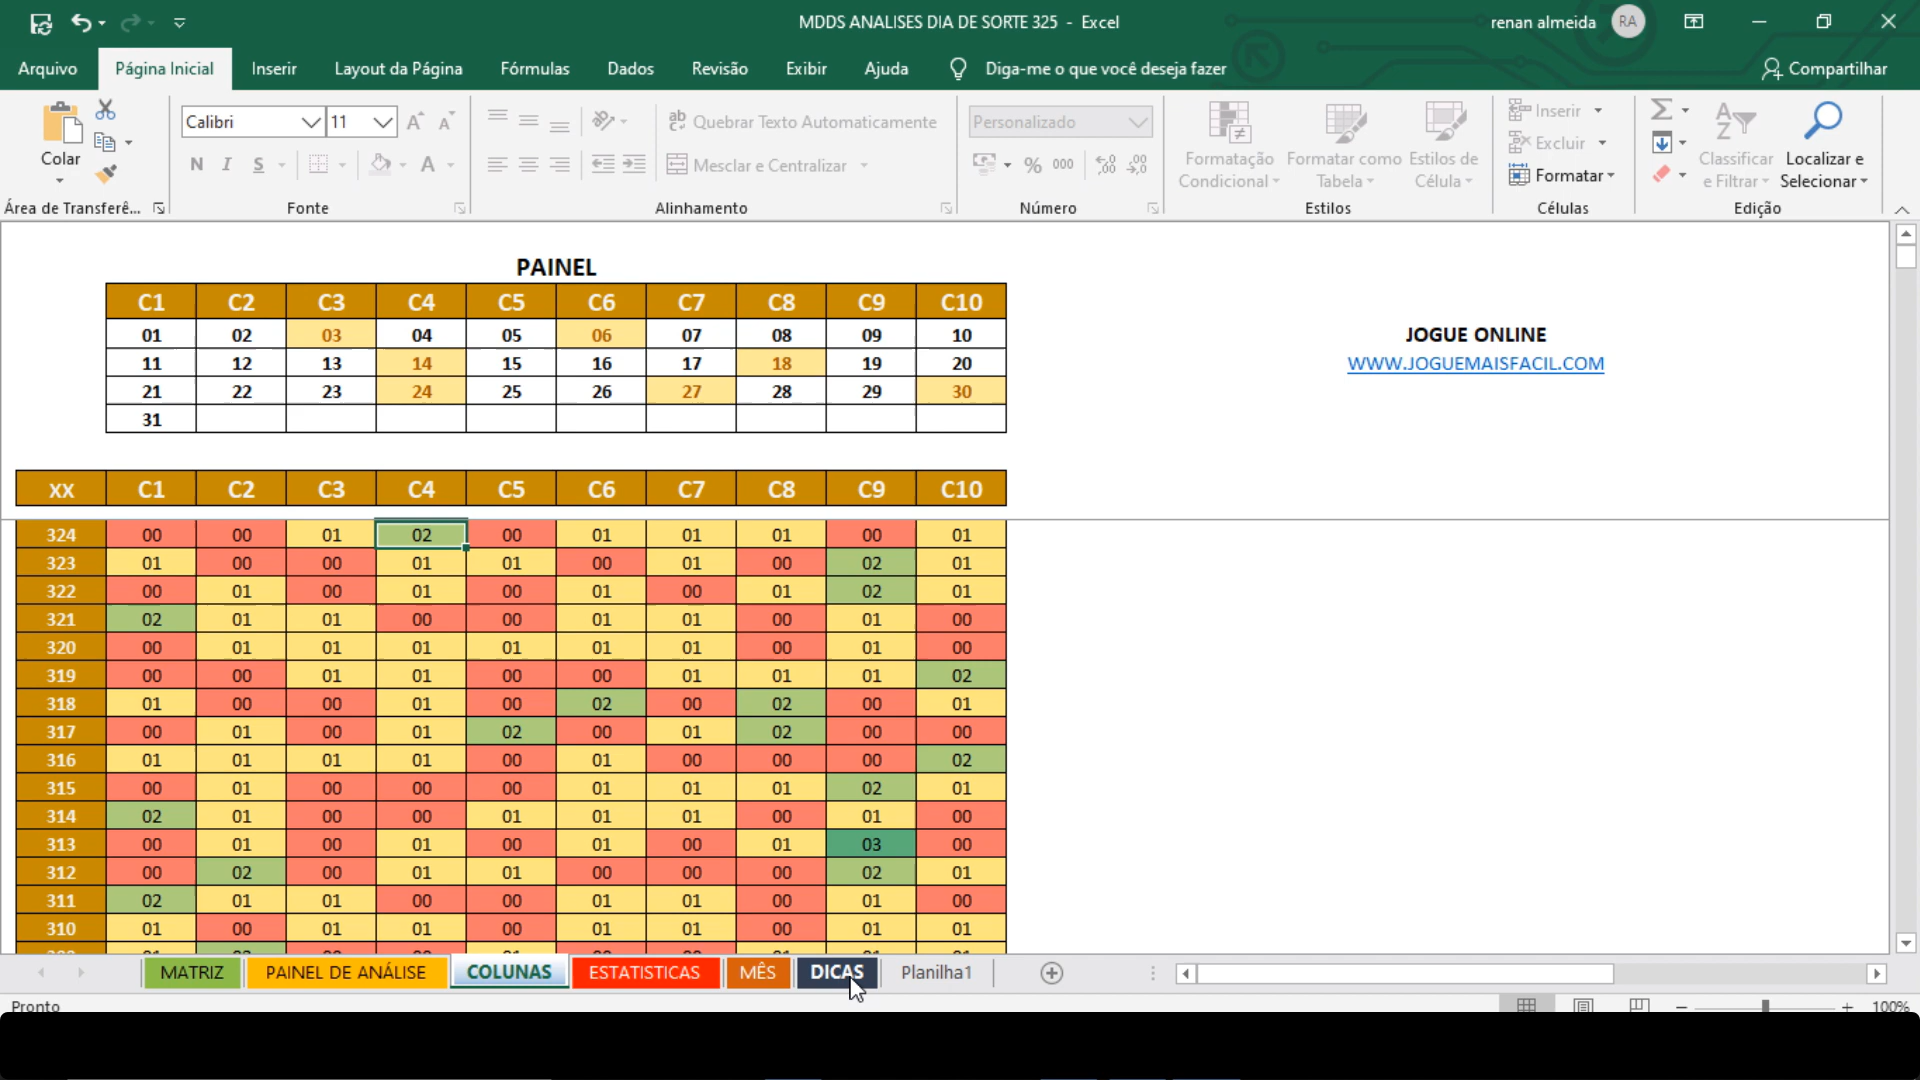 MDDS ANALISES DIA DE SORTE 325 - Excel
renan almeida RA
Arquivo Página Inicial Inserir Layout da Página Fórmulas Dados Revisão Exibir Ajuda Diga-me o que você deseja fazer Compartilhar
Colar
Calibri 11
N I S
Quebrar Texto Automaticamente
Mesclar e Centralizar
Personalizado
% 000
Formatação Condicional
Formatar como Tabela
Estilos de Célula
Inserir
Excluir
Formatar
Classificar e Filtrar
Localizar e Selecionar
Área de Transferê... Fonte Alinhamento Número Estilos Células Edição
PAINEL
C1 C2 C3 C4 C5 C6 C7 C8 C9 C10
01 02 03 04 05 06 07 08 09 10
11 12 13 14 15 16 17 18 19 20
21 22 23 24 25 26 27 28 29 30
31
JOGUE ONLINE
WWW.JOGUEMAISFACIL.COM
XX C1 C2 C3 C4 C5 C6 C7 C8 C9 C10
324 00 00 01 02 00 01 01 01 00 01
323 01 00 00 01 01 00 01 00 02 01
322 00 01 00 01 00 01 00 01 02 01
321 02 01 01 00 00 01 01 00 01 00
320 00 01 01 01 01 01 01 00 01 00
319 00 00 01 01 00 00 01 01 01 02
318 01 00 00 01 00 02 00 02 00 01
317 00 01 00 01 02 00 01 02 00 00
316 01 01 01 01 00 01 00 00 00 02
315 00 01 00 00 00 01 01 01 02 01
314 02 01 00 00 01 01 01 00 01 00
313 00 01 00 01 00 01 00 01 03 00
312 00 02 00 01 01 00 00 00 02 01
311 02 01 01 00 00 01 01 00 01 00
310 01 00 01 01 00 01 01 00 01 01
MATRIZ PAINEL DE ANÁLISE COLUNAS ESTATISTICAS MÊS DICAS Planilha1
Pronto 100%